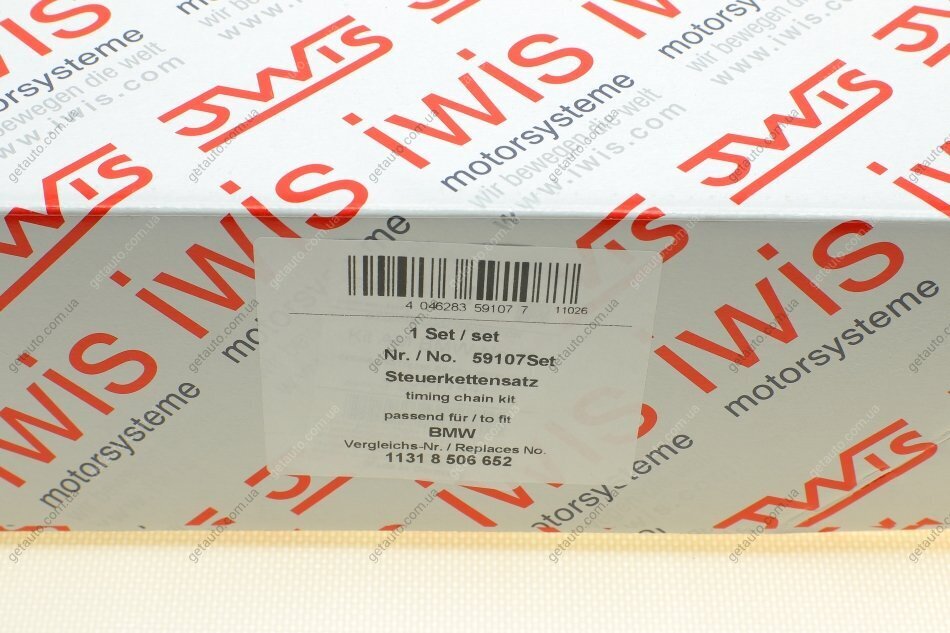 JWIS iwis
motorsysteme
wir bewegen die welt
www.iwis.com
4 046283 59107 7 11026
1 Set / set
Nr. / No. 59107Set
Steuerkettensatz
timing chain kit
passend für / to fit
BMW
Vergleichs-Nr. / Replaces No.
1131 8 506 652
getauto.com.ua